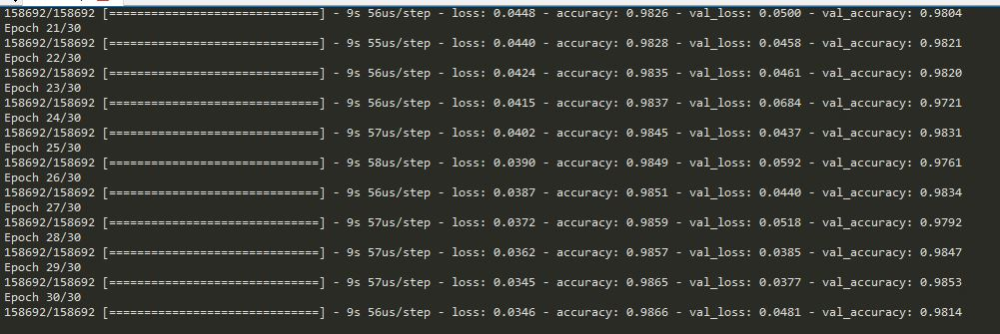 158692/158692 [==============================] - 9s 56us/step - loss: 0.0448 - accuracy: 0.9826 - val_loss: 0.0500 - val_accuracy: 0.9804
Epoch 21/30
158692/158692 [==============================] - 9s 55us/step - loss: 0.0440 - accuracy: 0.9828 - val_loss: 0.0458 - val_accuracy: 0.9821
Epoch 22/30
158692/158692 [==============================] - 9s 56us/step - loss: 0.0424 - accuracy: 0.9835 - val_loss: 0.0461 - val_accuracy: 0.9820
Epoch 23/30
158692/158692 [==============================] - 9s 56us/step - loss: 0.0415 - accuracy: 0.9837 - val_loss: 0.0684 - val_accuracy: 0.9721
Epoch 24/30
158692/158692 [==============================] - 9s 57us/step - loss: 0.0402 - accuracy: 0.9845 - val_loss: 0.0437 - val_accuracy: 0.9831
Epoch 25/30
158692/158692 [==============================] - 9s 58us/step - loss: 0.0390 - accuracy: 0.9849 - val_loss: 0.0592 - val_accuracy: 0.9761
Epoch 26/30
158692/158692 [==============================] - 9s 56us/step - loss: 0.0387 - accuracy: 0.9851 - val_loss: 0.0440 - val_accuracy: 0.9834
Epoch 27/30
158692/158692 [==============================] - 9s 57us/step - loss: 0.0372 - accuracy: 0.9859 - val_loss: 0.0518 - val_accuracy: 0.9792
Epoch 28/30
158692/158692 [==============================] - 9s 57us/step - loss: 0.0362 - accuracy: 0.9857 - val_loss: 0.0385 - val_accuracy: 0.9847
Epoch 29/30
158692/158692 [==============================] - 9s 57us/step - loss: 0.0345 - accuracy: 0.9865 - val_loss: 0.0377 - val_accuracy: 0.9853
Epoch 30/30
158692/158692 [==============================] - 9s 56us/step - loss: 0.0346 - accuracy: 0.9866 - val_loss: 0.0481 - val_accuracy: 0.9814